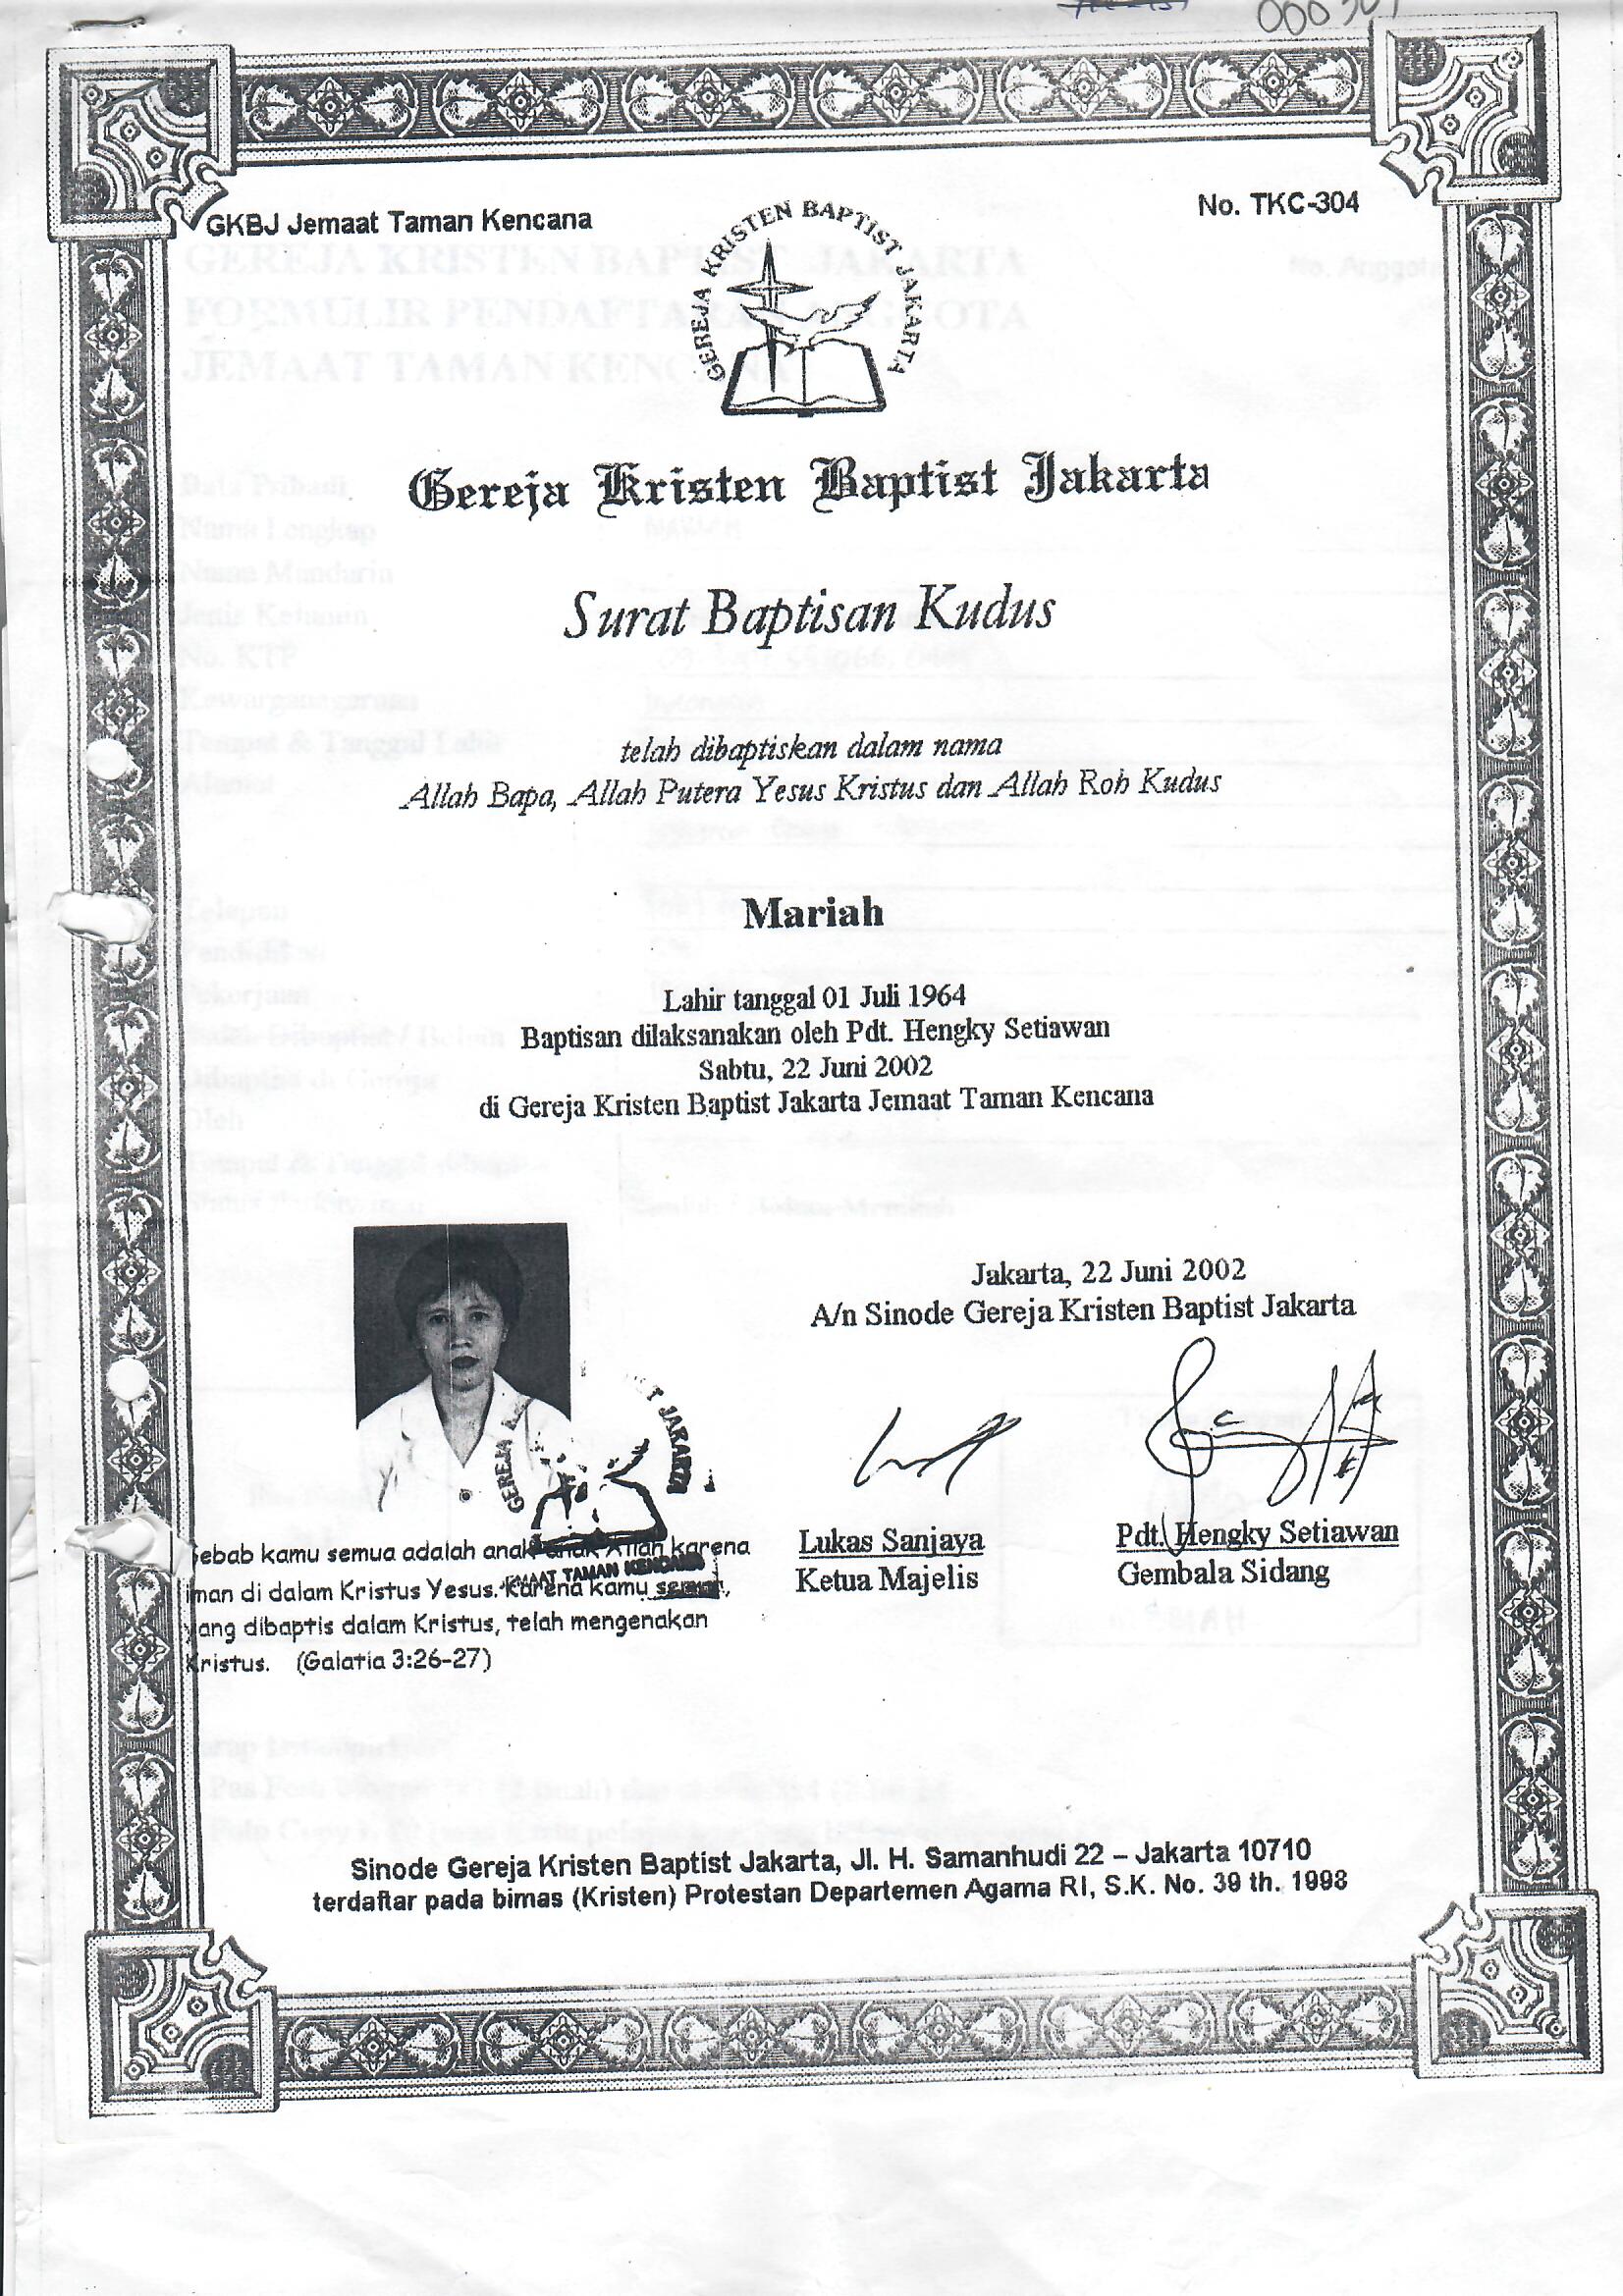 GKBJ Jemaat Taman Kencana
No. TKC-304
GEREJA KRISTEN BAPTIST JAKARTA
Gereja Kristen Baptist Jakarta
Surat Baptisan Kudus
telah dibaptiskan dalam nama
Allah Bapa, Allah Putera Yesus Kristus dan Allah Roh Kudus
Mariah
Lahir tanggal 01 Juli 1964
Baptisan dilaksanakan oleh Pdt. Hengky Setiawan
Sabtu, 22 Juni 2002
di Gereja Kristen Baptist Jakarta Jemaat Taman Kencana
Jakarta, 22 Juni 2002
A/n Sinode Gereja Kristen Baptist Jakarta
GEREJA JAKARTA
TAMAN KENCANA
Lukas Sanjaya
Ketua Majelis
Pdt. Hengky Setiawan
Gembala Sidang
Sebab kamu semua adalah anak-anak Allah karena
iman di dalam Kristus Yesus. Karena kamu semua,
yang dibaptis dalam Kristus, telah mengenakan
Kristus. (Galatia 3:26-27)
Sinode Gereja Kristen Baptist Jakarta, Jl. H. Samanhudi 22 – Jakarta 10710
terdaftar pada bimas (Kristen) Protestan Departemen Agama RI, S.K. No. 39 th. 1998